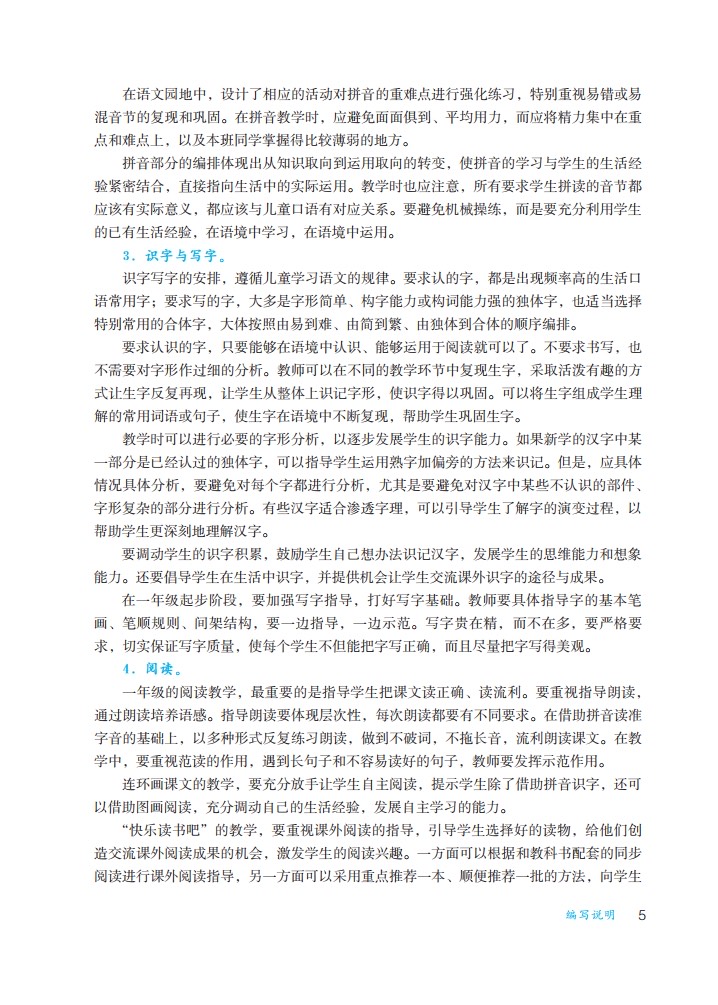 在语文园地中，设计了相应的活动对拼音的重难点进行强化练习，特别重视易错或易
混音节的复现和巩固。在拼音教学时，应避免面面俱到、平均用力，而应将精力集中在重
点和难点上，以及本班同学掌握得比较薄弱的地方。
拼音部分的编排体现出从知识取向到运用取向的转变，使拼音的学习与学生的生活经
验紧密结合，直接指向生活中的实际运用。教学时也应注意，所有要求学生拼读的音节都
应该有实际意义，都应该与儿童口语有对应关系。要避免机械操练，而是要充分利用学生
的已有生活经验，在语境中学习，在语境中运用。
3．识字与写字。
识字写字的安排，遵循儿童学习语文的规律。要求认的字，都是出现频率高的生活口
语常用字；要求写的字，大多是字形简单、构字能力或构词能力强的独体字，也适当选择
特别常用的合体字，大体按照由易到难、由简到繁、由独体到合体的顺序编排。
要求认识的字，只要能够在语境中认识、能够运用于阅读就可以了。不要求书写，也
不需要对字形作过细的分析。教师可以在不同的教学环节中复现生字，采取活泼有趣的方
式让生字反复再现，让学生从整体上识记字形，使识字得以巩固。可以将生字组成学生理
解的常用词语或句子，使生字在语境中不断复现，帮助学生巩固生字。
教学时可以进行必要的字形分析，以逐步发展学生的识字能力。如果新学的汉字中某
一部分是已经认过的独体字，可以指导学生运用熟字加偏旁的方法来识记。但是，应具体
情况具体分析，要避免对每个字都进行分析，尤其是要避免对汉字中某些不认识的部件、
字形复杂的部分进行分析。有些汉字适合渗透字理，可以引导学生了解字的演变过程，以
帮助学生更深刻地理解汉字。
要调动学生的识字积累，鼓励学生自己想办法识记汉字，发展学生的思维能力和想象
能力。还要倡导学生在生活中识字，并提供机会让学生交流课外识字的途径与成果。
在一年级起步阶段，要加强写字指导，打好写字基础。教师要具体指导字的基本笔
画、笔顺规则、间架结构，要一边指导，一边示范。写字贵在精，而不在多，要严格要
求，切实保证写字质量，使每个学生不但能把字写正确，而且尽量把字写得美观。
4．阅读。
一年级的阅读教学，最重要的是指导学生把课文读正确、读流利。要重视指导朗读，
通过朗读培养语感。指导朗读要体现层次性，每次朗读都要有不同要求。在借助拼音读准
字音的基础上，以多种形式反复练习朗读，做到不破词，不拖长音，流利朗读课文。在教
学中，要重视范读的作用，遇到长句子和不容易读好的句子，教师要发挥示范作用。
连环画课文的教学，要充分放手让学生自主阅读，提示学生除了借助拼音识字，还可
以借助图画阅读，充分调动自己的生活经验，发展自主学习的能力。
“快乐读书吧”的教学，要重视课外阅读的指导，引导学生选择好的读物，给他们创
造交流课外阅读成果的机会，激发学生的阅读兴趣。一方面可以根据和教科书配套的同步
阅读进行课外阅读指导，另一方面可以采用重点推荐一本、顺便推荐一批的方法，向学生
编写说明 5